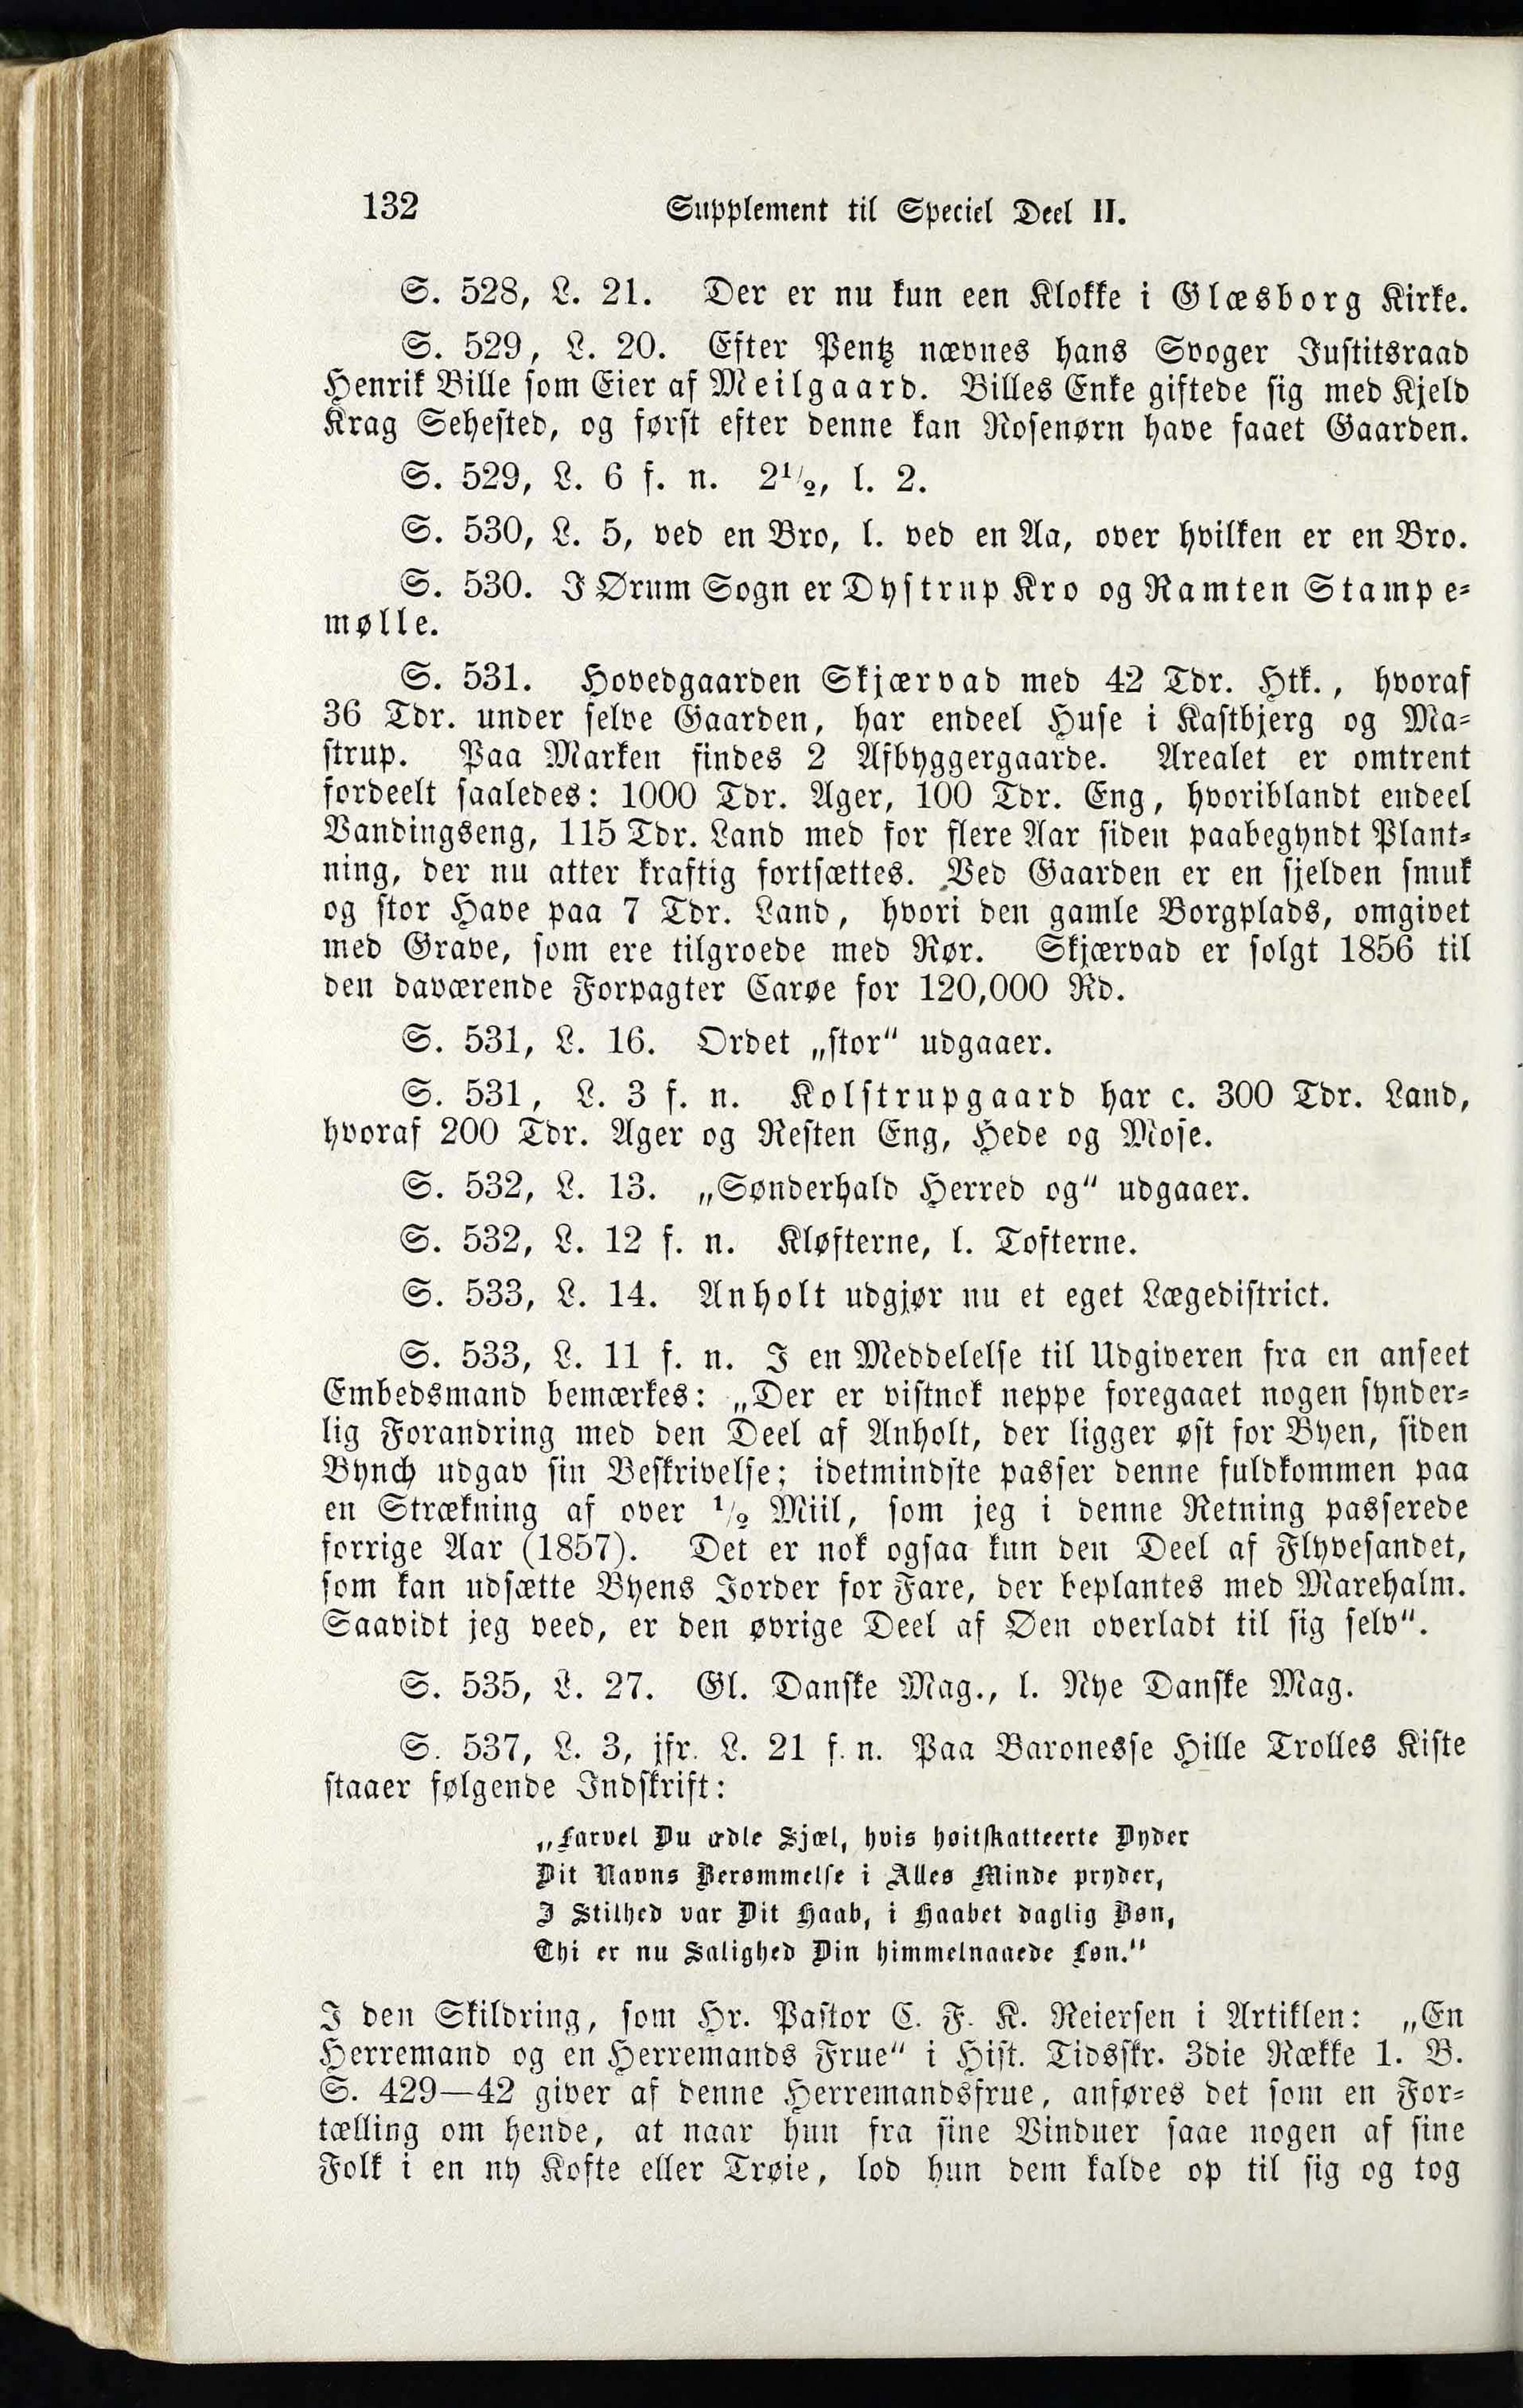 132 Supplement til Speciel Deel II.
S. 528, L. 21. Der er nu kun een Klokke i Glæsborg Kirke.
S. 529, L. 20. Efter Pentz nævnes hans Svoger Justitsraad
Henrik Bille som Eier af Meilgaard. Billes Enke giftede sig med Kjeld
Krag Sehested, og først efter denne kan Rosenørn have faaet Gaarden.
S. 529, L. 6 f. n. 2½, l. 2.
S. 530, L. 5, ved en Bro, l. ved en Aa, over hvilken er en Bro.
S. 530. I Ørum Sogn er Dystrup Kro og Ramten Stampe-
mølle.
S. 531. Hovedgaarden Skjærvad med 42 Tdr. Htk., hvoraf
36 Tdr. under selve Gaarden, har endeel Huse i Kastbjerg og Ma-
strup. Paa Marken findes 2 Afbyggergaarde. Arealet er omtrent
fordeelt saaledes: 1000 Tdr. Ager, 100 Tdr. Eng, hvoriblandt endeel
Vandingseng, 115 Tdr. Land med for flere Aar siden paabegyndt Plant-
ning, der nu atter kraftig fortsættes. Ved Gaarden er en sjelden smuk
og stor Have paa 7 Tdr. Land, hvori den gamle Borgplads, omgivet
med Grave, som ere tilgroede med Rør. Skjærvad er solgt 1856 til
den daværende Forpagter Carøe for 120,000 Rd.
S. 531, L. 16. Ordet „stor“ udgaaer.
S. 531, L. 3 f. n. Kolstrupgaard har c. 300 Tdr. Land,
hvoraf 200 Tdr. Ager og Resten Eng, Hede og Mose.
S. 532, L. 13. „Sønderhald Herred og“ udgaaer.
S. 532, L. 12 f. n. Kløfterne, l. Tofterne.
S. 533, L. 14. Anholt udgjør nu et eget Lægedistrict.
S. 533, L. 11 f. n. I en Meddelelse til Udgiveren fra en anseet
Embedsmand bemærkes: „Der er vistnok neppe foregaaet nogen synder-
lig Forandring med den Deel af Anholt, der ligger øst for Byen, siden
Bynch udgav sin Beskrivelse; idetmindste passer denne fuldkommen paa
en Strækning af over ½ Miil, som jeg i denne Retning passerede
forrige Aar (1857). Det er nok ogsaa kun den Deel af Flyvesandet,
som kan udsætte Byens Jorder for Fare, der beplantes med Marehalm.
Saavidt jeg veed, er den øvrige Deel af Øen overladt til sig selv“.
S. 535, L. 27. Gl. Danske Mag., l. Nye Danske Mag.
S. 537, L. 3, jfr. L. 21 f. n. Paa Baronesse Hille Trolles Kiste
staaer følgende Indskrift:
„Farvel Du ædle Sjæl, hvis høitskatteerte Dyder
Dit Navns Berømmelse i Alles Minde pryder,
I Stilhed var Dit Haab, i Haabet daglig Bøn,
Thi er nu Salighed Din himmelnaaede Løn.“
I den Skildring, som Hr. Pastor C. F. K. Reiersen i Artiklen: „En
Herremand og en Herremands Frue“ i Hist. Tidsskr. 3die Række 1. B.
S. 429—42 giver af denne Herremandsfrue, anføres det som en For-
tælling om hende, at naar hun fra sine Vinduer saae nogen af sine
Folk i en ny Kofte eller Trøie, lod hun dem kalde op til sig og tog